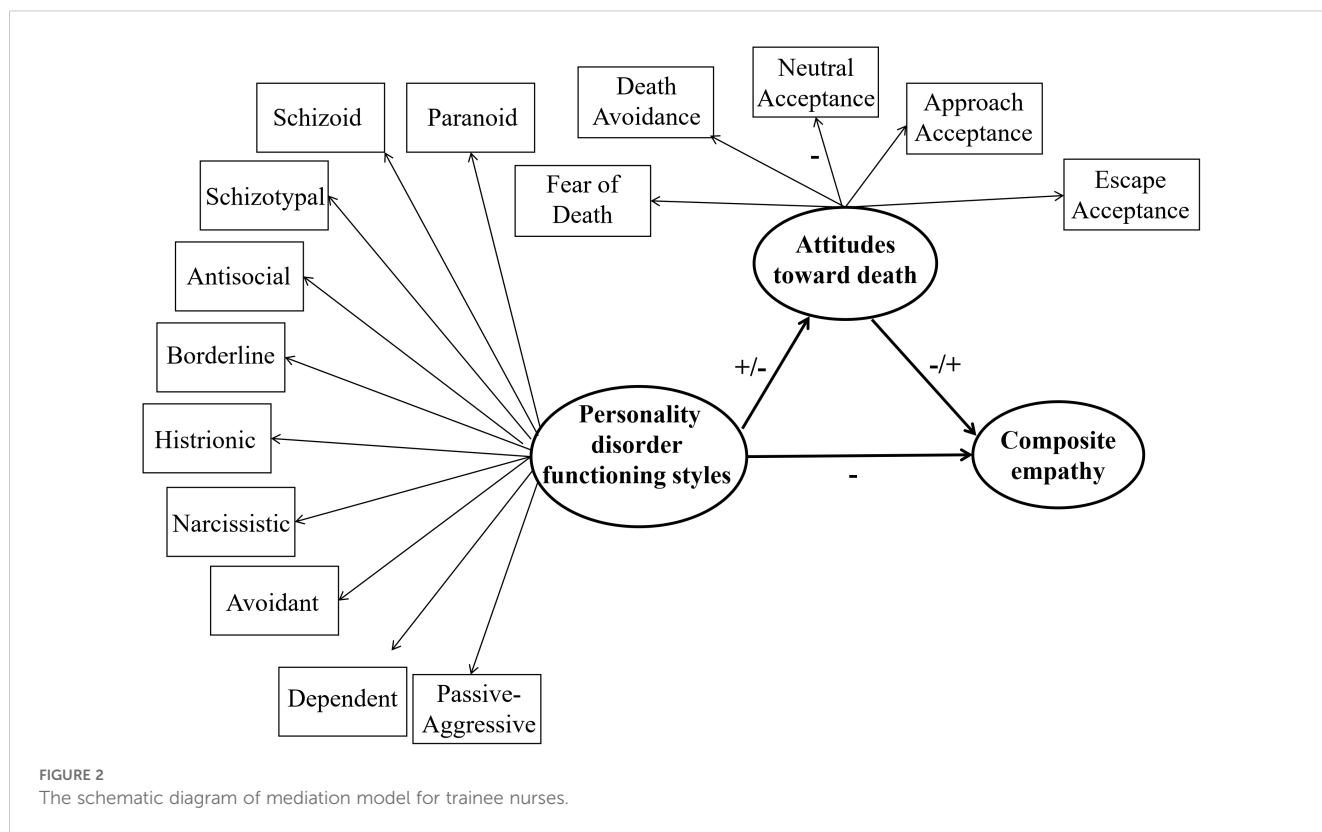 Schizoid
Paranoid
Death
Avoidance
Neutral
Acceptance
Approach
Acceptance
Schizotypal
Fear of
Death
-
Escape
Acceptance
Antisocial
Attitudes
toward death
Borderline
+/-
-/+
Histrionic
Personality
disorder
functioning styles
Composite
empathy
-
Narcissistic
Avoidant
Dependent
Passive-
Aggressive
FIGURE 2
The schematic diagram of mediation model for trainee nurses.